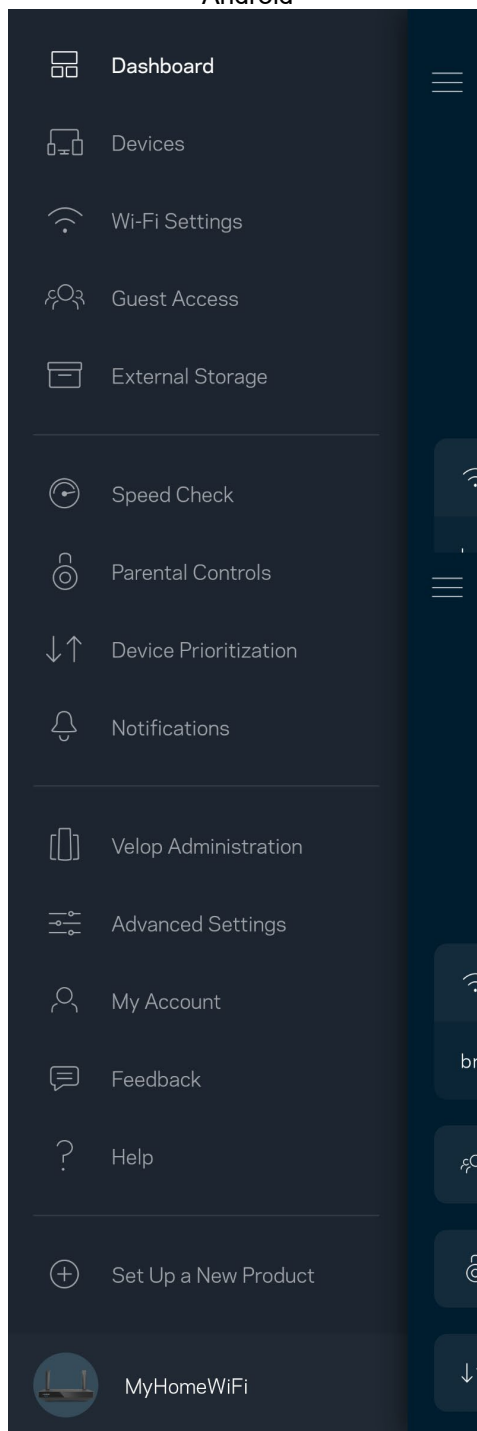 Android
Dashboard
Devices
Wi-Fi Settings
Guest Access
External Storage
Speed Check
Parental Controls
Device Prioritization
Notifications
Velop Administration
Advanced Settings
My Account
Feedback
Help
Set Up a New Product
MyHomeWiFi